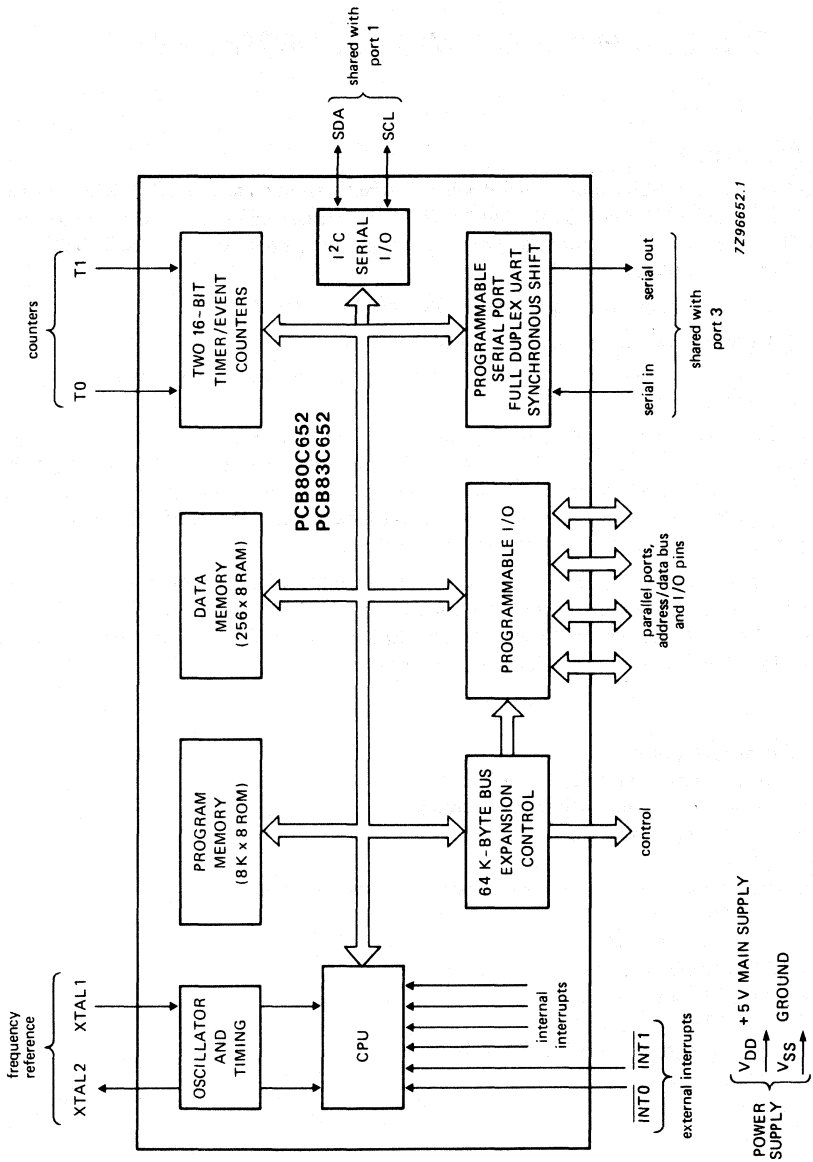 frequency
reference
counters
XTAL2
XTAL1
T0
T1
OSCILLATOR
AND
TIMING
PROGRAM
MEMORY
(8K x 8 ROM)
DATA
MEMORY
(256 x 8 RAM)
TWO 16-BIT
TIMER/EVENT
COUNTERS
PCB80C652
PCB83C652
CPU
I²C
SERIAL
I/O
SDA
SCL
shared with
port 1
internal
interrupts
64 K-BYTE BUS
EXPANSION
CONTROL
PROGRAMMABLE I/O
PROGRAMMABLE
SERIAL PORT
FULL DUPLEX UART
SYNCHRONOUS SHIFT
INT0
INT1
external interrupts
control
parallel ports,
address/data bus
and I/O pins
serial in
serial out
shared with
port 3
POWER
SUPPLY
VDD
+ 5 V MAIN SUPPLY
VSS
GROUND
7Z96652.1